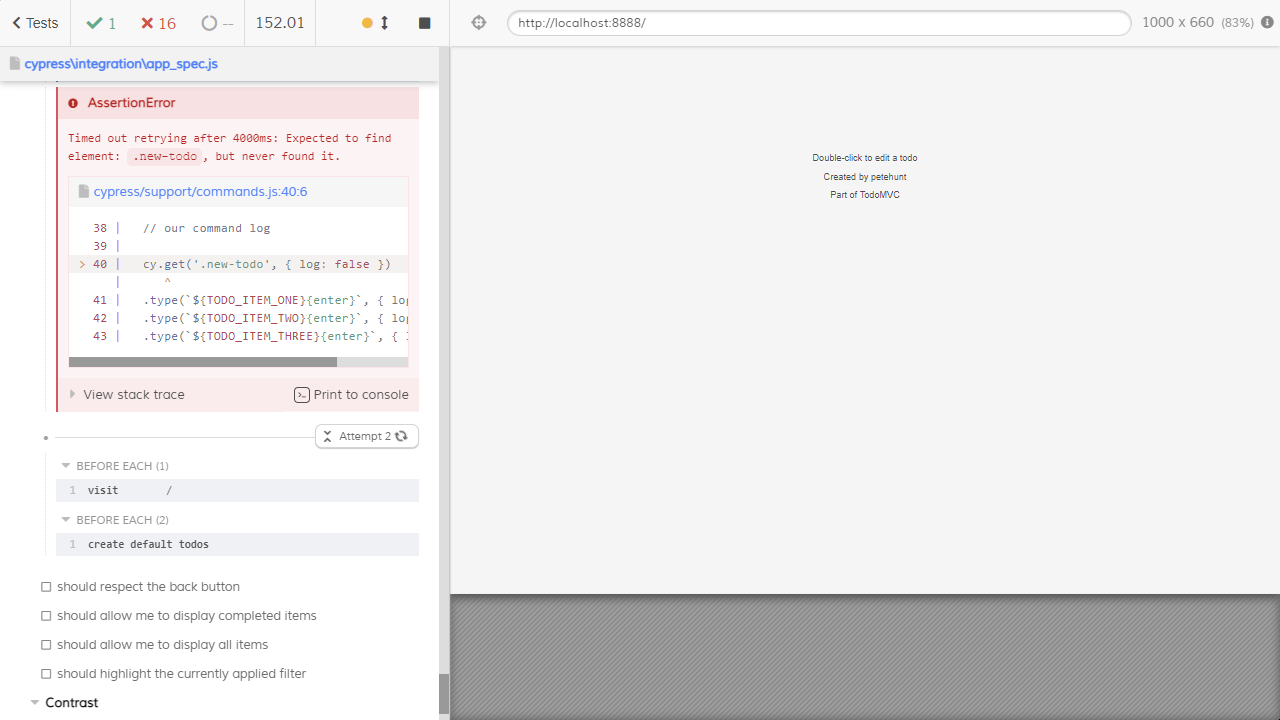 Tests 1 16 -- 152.01 http://localhost:8888/ 1000 x 660 (83%)
cypress\integration\app_spec.js
AssertionError
Timed out retrying after 4000ms: Expected to find
element: .new-todo, but never found it.
cypress/support/commands.js:40:6
38 | // our command log
39 |
> 40 | cy.get('.new-todo', { log: false })
| ^
41 | .type(`${TODO_ITEM_ONE}{enter}`, { log
42 | .type(`${TODO_ITEM_TWO}{enter}`, { log
43 | .type(`${TODO_ITEM_THREE}{enter}`, {
View stack trace Print to console
Attempt 2
BEFORE EACH (1)
1 visit /
BEFORE EACH (2)
1 create default todos
should respect the back button
should allow me to display completed items
should allow me to display all items
should highlight the currently applied filter
Contrast
Double-click to edit a todo
Created by petehunt
Part of TodoMVC